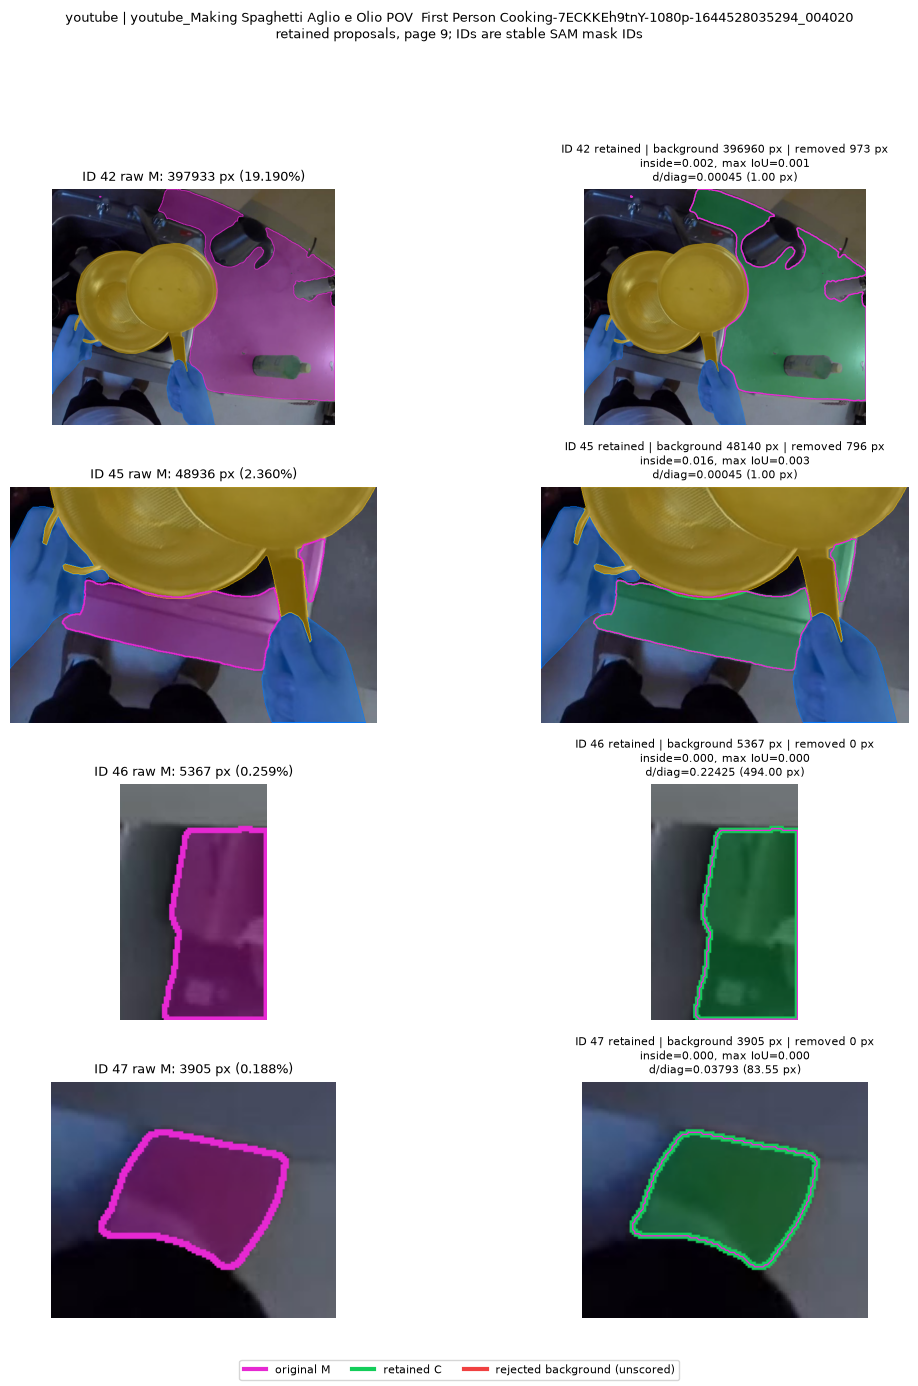 youtube | youtube_Making Spaghetti Aglio e Olio POV  First Person Cooking-7ECKKEh9tnY-1080p-1644528035294_004020
retained proposals, page 9; IDs are stable SAM mask IDs
ID 42 raw M: 397933 px (19.190%)
ID 42 retained | background 396960 px | removed 973 px
inside=0.002, max IoU=0.001
d/diag=0.00045 (1.00 px)
ID 45 raw M: 48936 px (2.360%)
ID 45 retained | background 48140 px | removed 796 px
inside=0.016, max IoU=0.003
d/diag=0.00045 (1.00 px)
ID 46 raw M: 5367 px (0.259%)
ID 46 retained | background 5367 px | removed 0 px
inside=0.000, max IoU=0.000
d/diag=0.22425 (494.00 px)
ID 47 raw M: 3905 px (0.188%)
ID 47 retained | background 3905 px | removed 0 px
inside=0.000, max IoU=0.000
d/diag=0.03793 (83.55 px)
original M
retained C
rejected background (unscored)